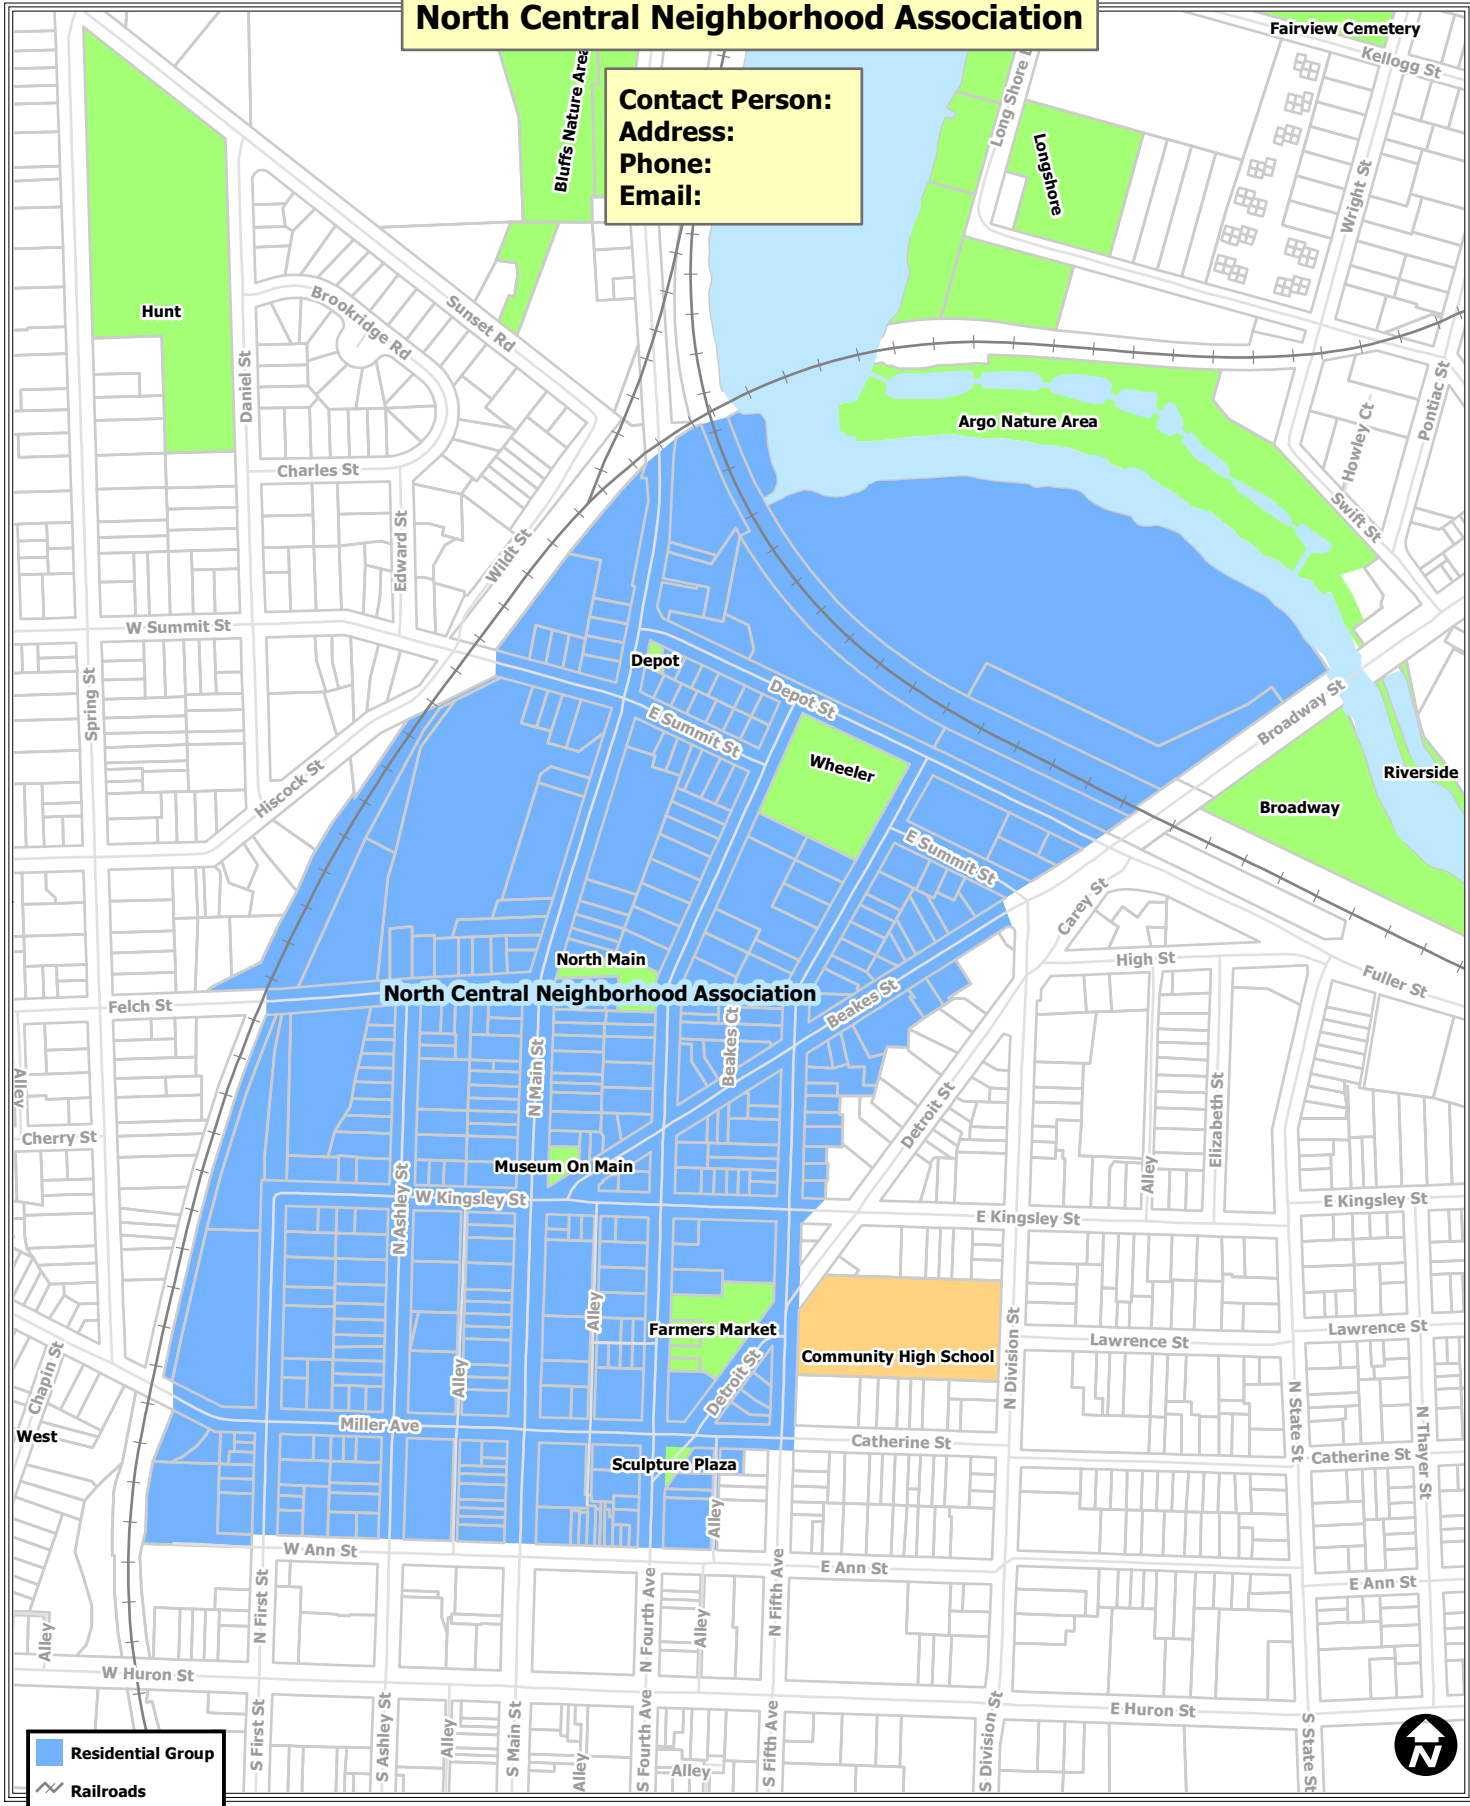 North Central Neighborhood Association
Contact Person:
Address:
Phone:
Email:
Fairview Cemetery
Kellogg St
Bluffs Nature Area
Long Shore
Longshore
Wright St
Hunt
Brookridge Rd
Sunset Rd
Daniel St
Argo Nature Area
Pontiac St
Howley Ct
Swift St
Charles St
Edward St
Wildt St
W Summit St
Spring St
Depot
Depot St
E Summit St
Wheeler
Broadway St
Riverside
Broadway
Hiscock St
E Summit St
Carey St
High St
Fuller St
North Main
North Central Neighborhood Association
Felch St
Beakes St
Beakes Ct
N Main St
Alley
Cherry St
Detroit St
Elizabeth St
Alley
Museum On Main
N Ashley St
W Kingsley St
E Kingsley St
E Kingsley St
Alley
Farmers Market
Community High School
N Division St
Lawrence St
Lawrence St
Chapin St
Alley
Detroit St
Miller Ave
West
Catherine St
N State St
Catherine St
N Thayer St
Sculpture Plaza
Alley
W Ann St
E Ann St
E Ann St
N First St
N Fourth Ave
Alley
N Fifth Ave
Alley
W Huron St
E Huron St
S First St
S Ashley St
Alley
S Main St
Alley
S Fourth Ave
Alley
S Fifth Ave
S Division St
S State St
N
Residential Group
Railroads